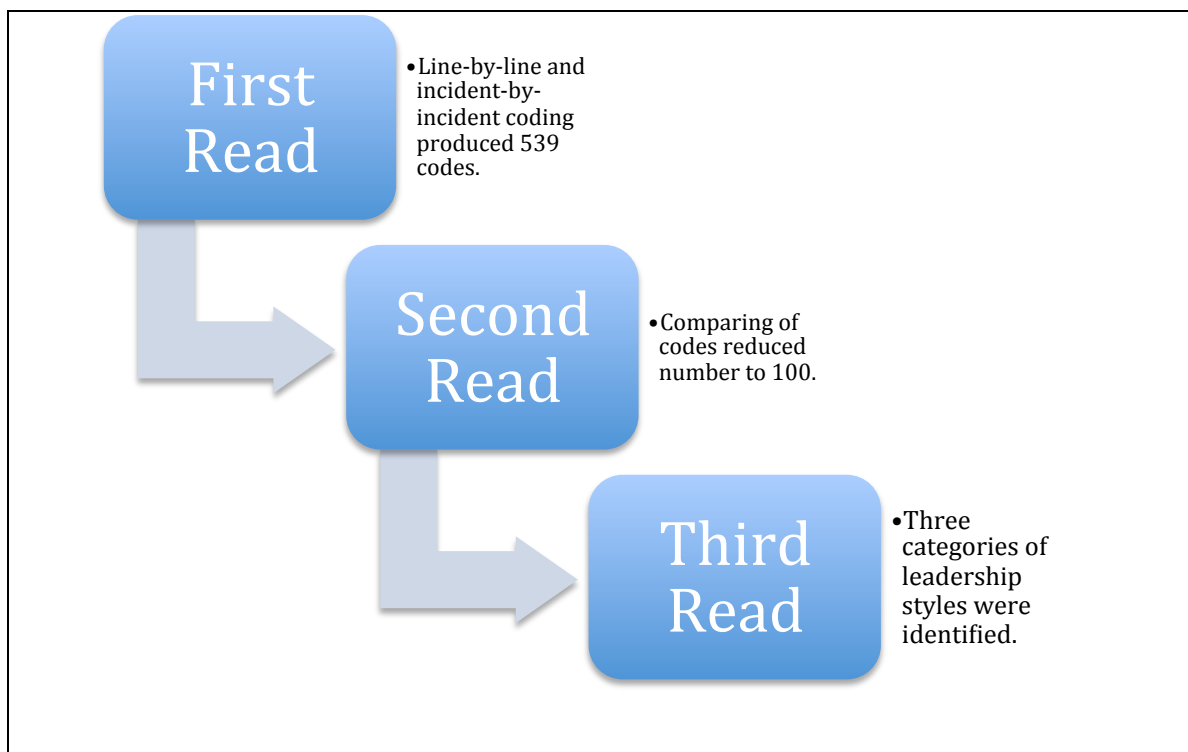 First
Read
•Line-by-line and
incident-by-
incident coding
produced 539
codes.
Second
Read
•Comparing of
codes reduced
number to 100.
Third
Read
•Three
categories of
leadership
styles were
identified.